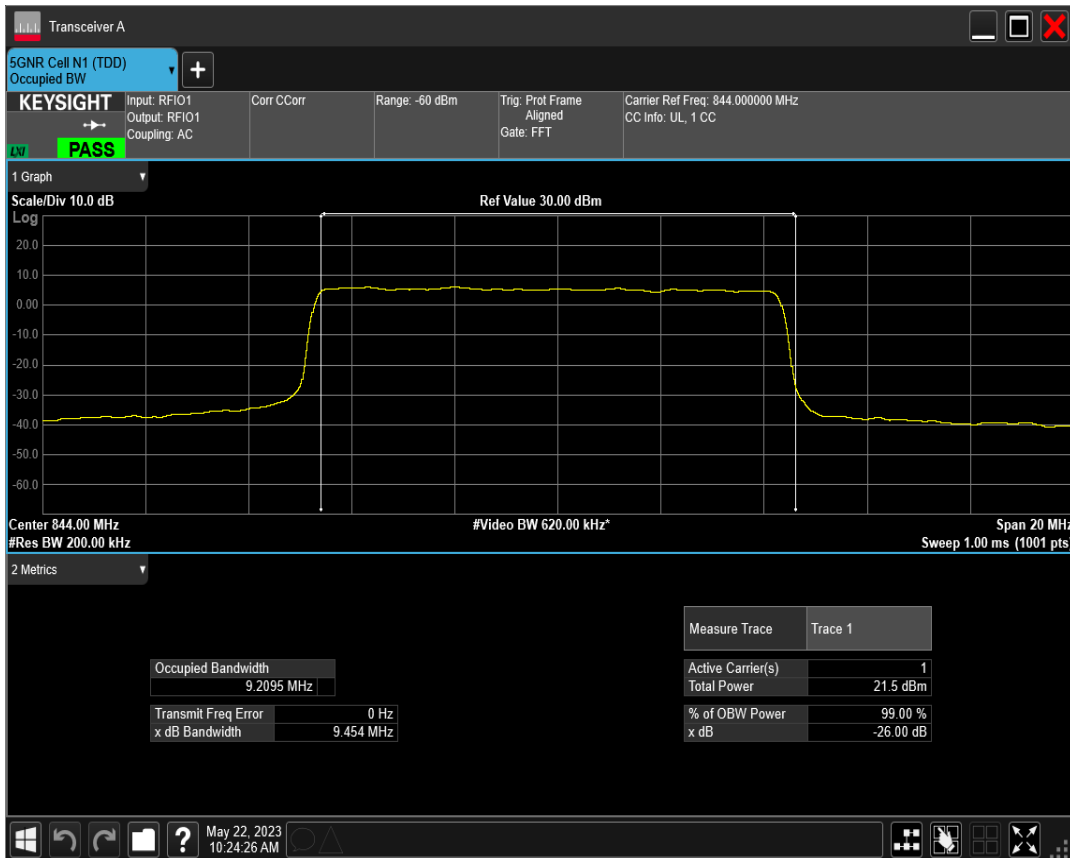 Transceiver A
5GNR Cell N1 (TDD)
Occupied BW
+
KEYSIGHT
LXI
PASS
Input: RFIO1
Output: RFIO1
Coupling: AC
Corr CCorr
Range: -60 dBm
Trig: Prot Frame
Aligned
Gate: FFT
Carrier Ref Freq: 844.000000 MHz
CC Info: UL, 1 CC
1 Graph
Scale/Div 10.0 dB
Ref Value 30.00 dBm
Log
20.0
10.0
0.00
-10.0
-20.0
-30.0
-40.0
-50.0
-60.0
Center 844.00 MHz
#Video BW 620.00 kHz*
Span 20 MHz
#Res BW 200.00 kHz
Sweep 1.00 ms (1001 pts)
2 Metrics
Measure Trace Trace 1
Occupied Bandwidth
9.2095 MHz
Active Carrier(s) 1
Total Power 21.5 dBm
Transmit Freq Error 0 Hz
x dB Bandwidth 9.454 MHz
% of OBW Power 99.00 %
x dB -26.00 dB
?
May 22, 2023
10:24:26 AM